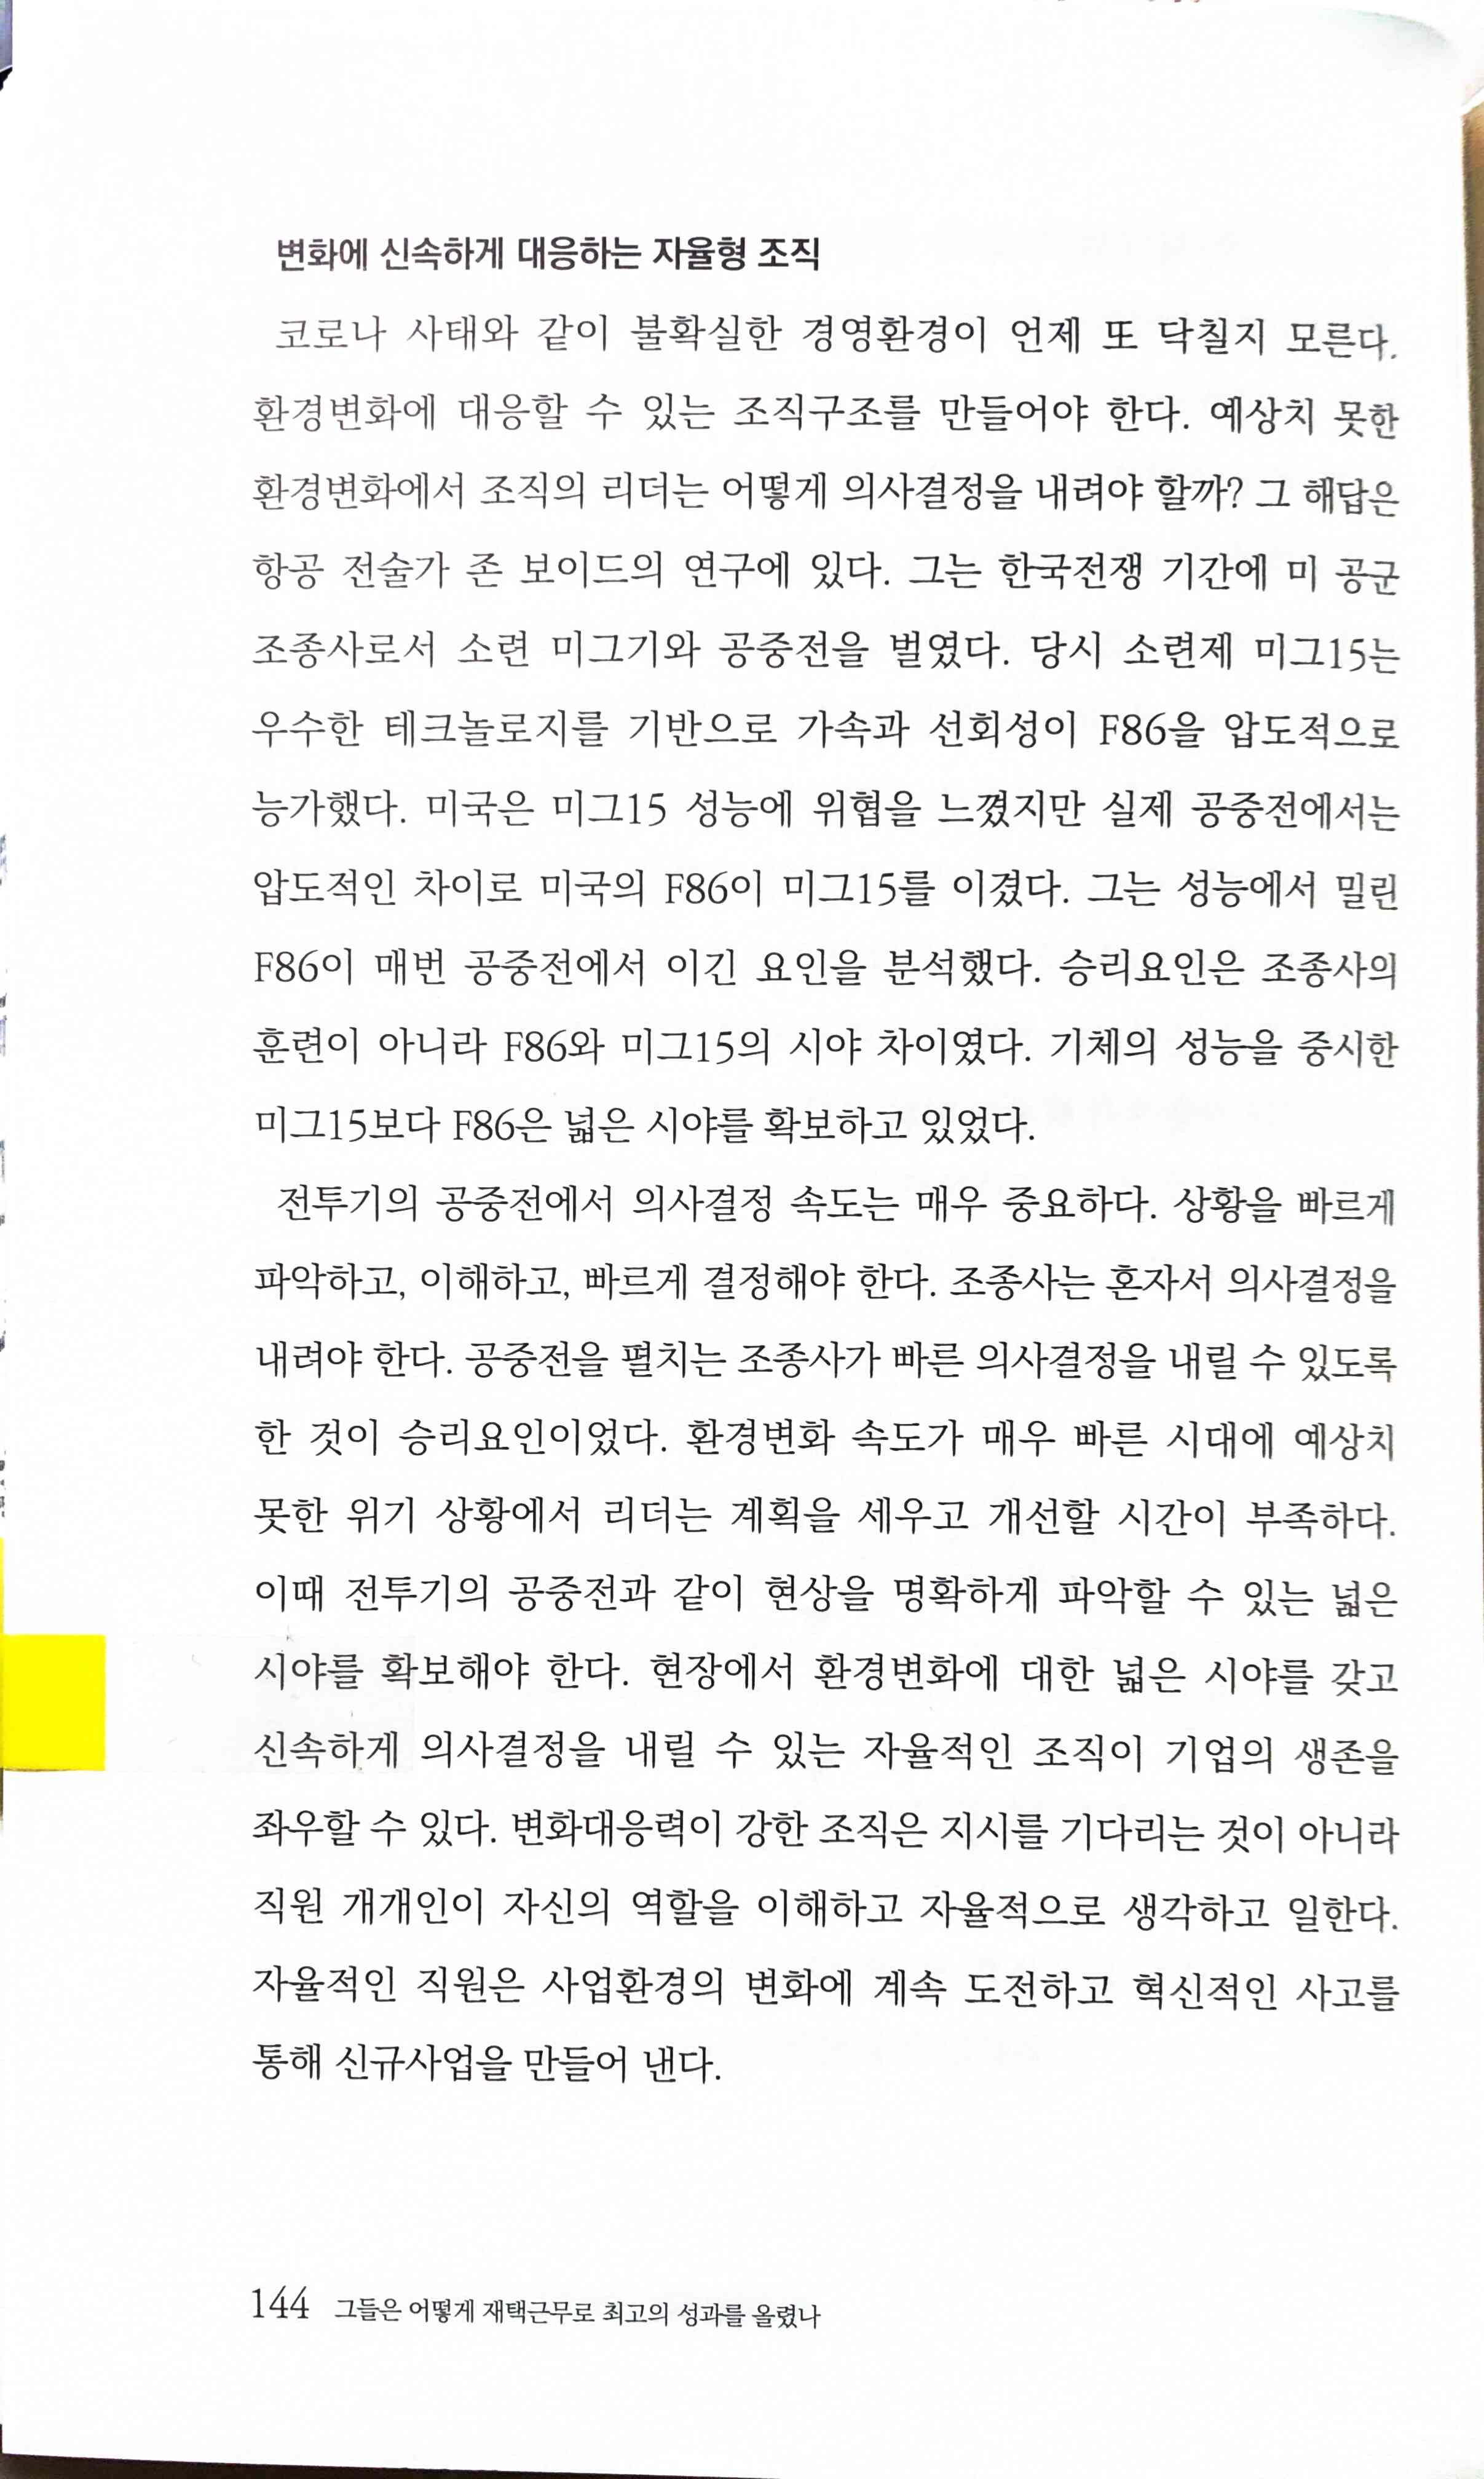 변화에 신속하게 대응하는 자율형 조직
코로나 사태와 같이 불확실한 경영환경이 언제 또 닥칠지 모른다.
환경변화에 대응할 수 있는 조직구조를 만들어야 한다. 예상치 못한
환경변화에서 조직의 리더는 어떻게 의사결정을 내려야 할까? 그 해답은
항공 전술가 존 보이드의 연구에 있다. 그는 한국전쟁 기간에 미 공군
조종사로서 소련 미그기와 공중전을 벌였다. 당시 소련제 미그15는
우수한 테크놀로지를 기반으로 가속과 선회성이 F86을 압도적으로
능가했다. 미국은 미그15 성능에 위협을 느꼈지만 실제 공중전에서는
압도적인 차이로 미국의 F86이 미그15를 이겼다. 그는 성능에서 밀린
F86이 매번 공중전에서 이긴 요인을 분석했다. 승리요인은 조종사의
훈련이 아니라 F86와 미그15의 시야 차이였다. 기체의 성능을 중시한
미그15보다 F86은 넓은 시야를 확보하고 있었다.
전투기의 공중전에서 의사결정 속도는 매우 중요하다. 상황을 빠르게
파악하고, 이해하고, 빠르게 결정해야 한다. 조종사는 혼자서 의사결정을
내려야 한다. 공중전을 펼치는 조종사가 빠른 의사결정을 내릴 수 있도록
한 것이 승리요인이었다. 환경변화 속도가 매우 빠른 시대에 예상치
못한 위기 상황에서 리더는 계획을 세우고 개선할 시간이 부족하다.
이때 전투기의 공중전과 같이 현상을 명확하게 파악할 수 있는 넓은
시야를 확보해야 한다. 현장에서 환경변화에 대한 넓은 시야를 갖고
신속하게 의사결정을 내릴 수 있는 자율적인 조직이 기업의 생존을
좌우할 수 있다. 변화대응력이 강한 조직은 지시를 기다리는 것이 아니라
직원 개개인이 자신의 역할을 이해하고 자율적으로 생각하고 일한다.
자율적인 직원은 사업환경의 변화에 계속 도전하고 혁신적인 사고를
통해 신규사업을 만들어 낸다.
144 그들은 어떻게 재택근무로 최고의 성과를 올렸나